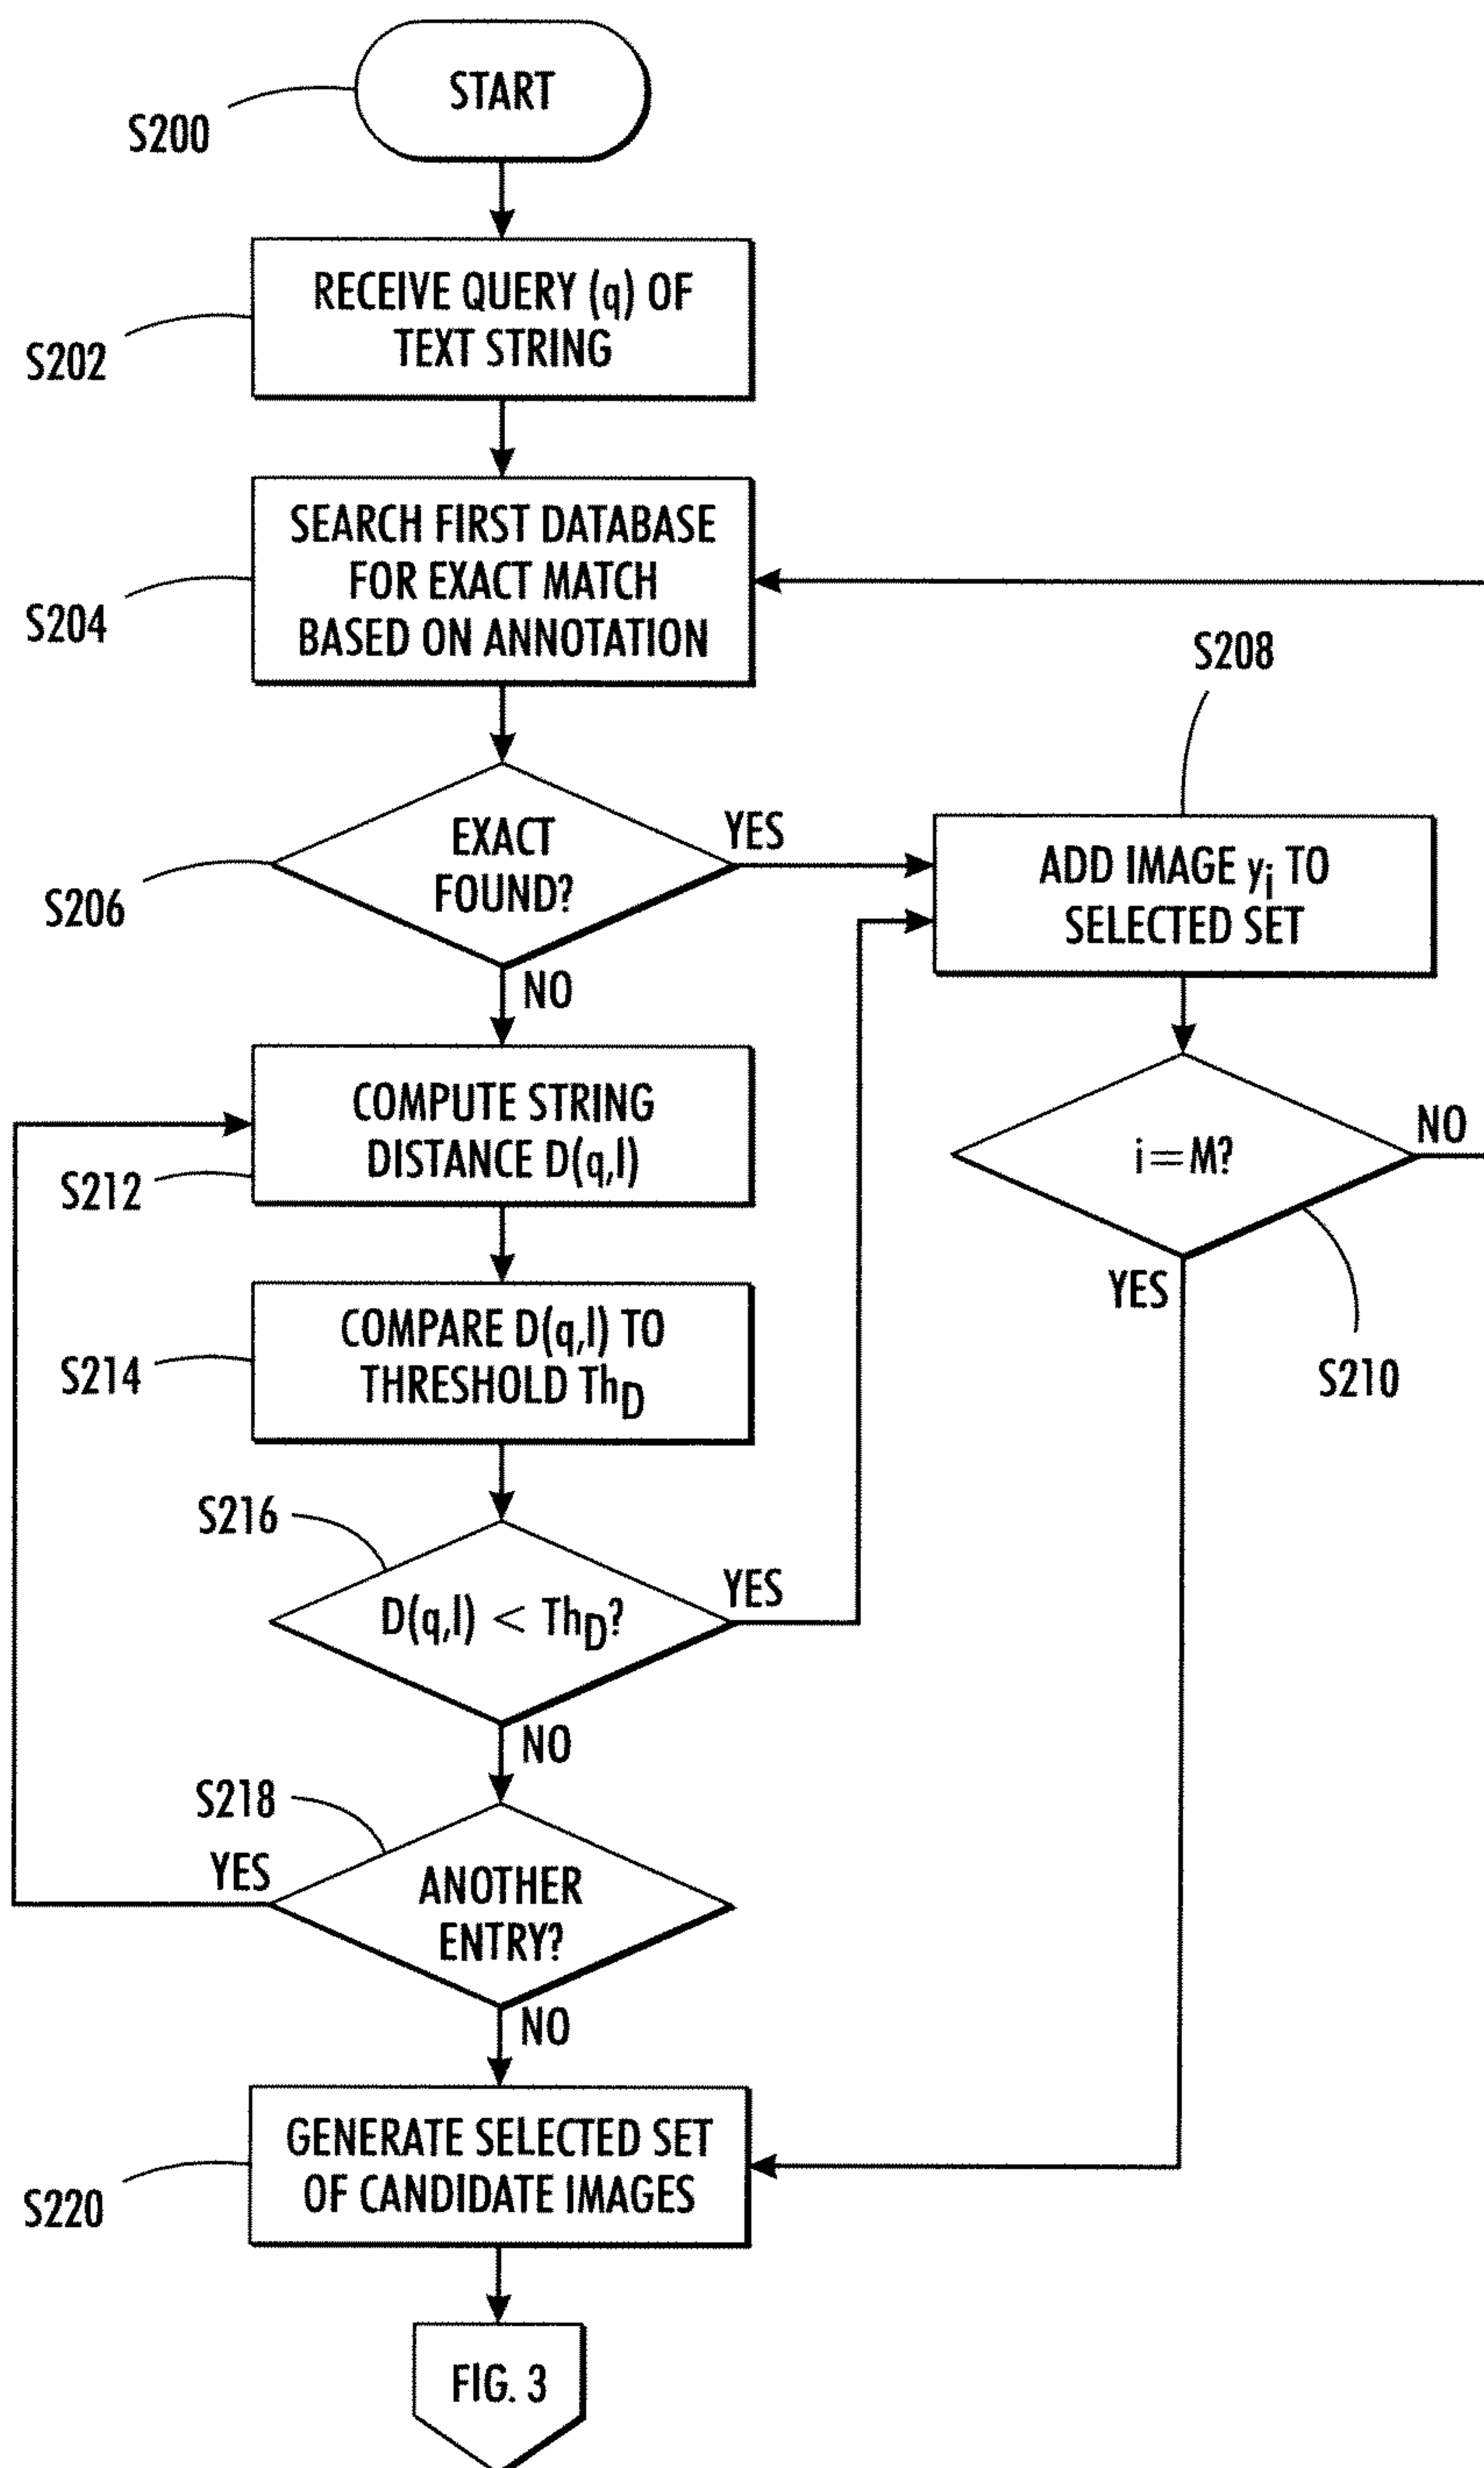 START
S200
RECEIVE QUERY (q) OF
TEXT STRING
S202
SEARCH FIRST DATABASE
FOR EXACT MATCH
BASED ON ANNOTATION
S204
S208
EXACT
FOUND?
YES
S206
NO
ADD IMAGE yi TO
SELECTED SET
COMPUTE STRING
DISTANCE D(q,l)
S212
i=M?
NO
YES
S210
COMPARE D(q,l) TO
THRESHOLD ThD
S214
S216
D(q,l) < ThD?
YES
NO
S218
YES
ANOTHER
ENTRY?
NO
GENERATE SELECTED SET
OF CANDIDATE IMAGES
S220
FIG. 3